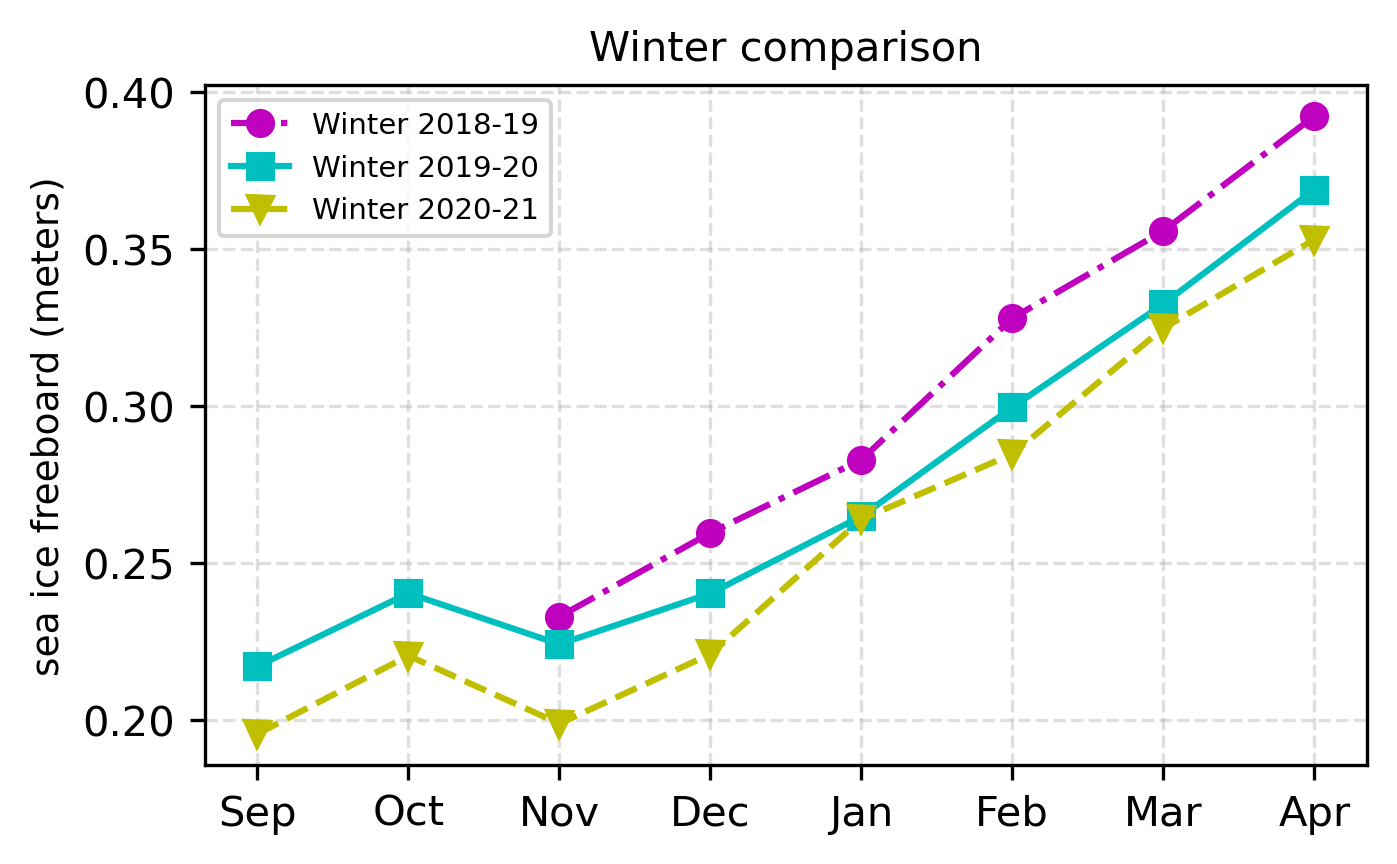 Winter comparison
sea ice freeboard (meters)
0.40
0.35
0.30
0.25
0.20
Winter 2018-19
Winter 2019-20
Winter 2020-21
Sep Oct Nov Dec Jan Feb Mar Apr